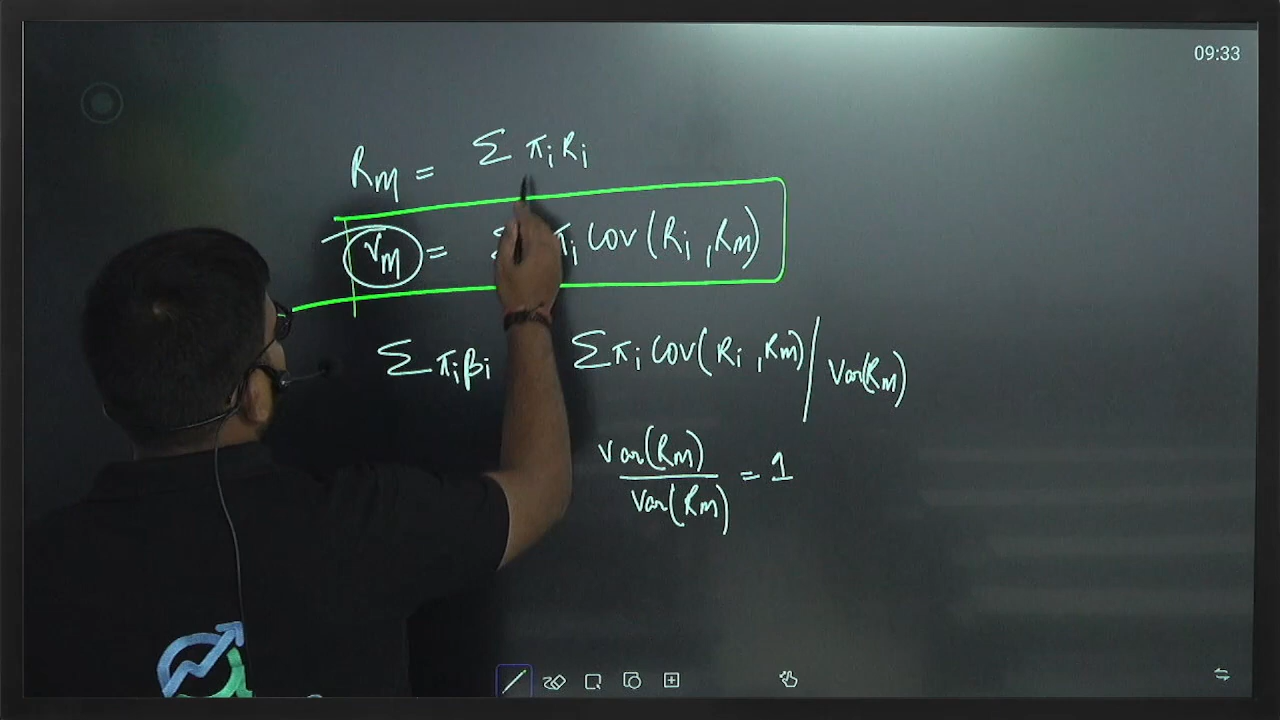 09:33
R_M = Σ π_i R_i
V_M = π_i Cov(R_i, R_M)
Σ π_i β_i Σ π_i Cov(R_i, R_M) / Var(R_M)
Var(R_M) / Var(R_M) = 1